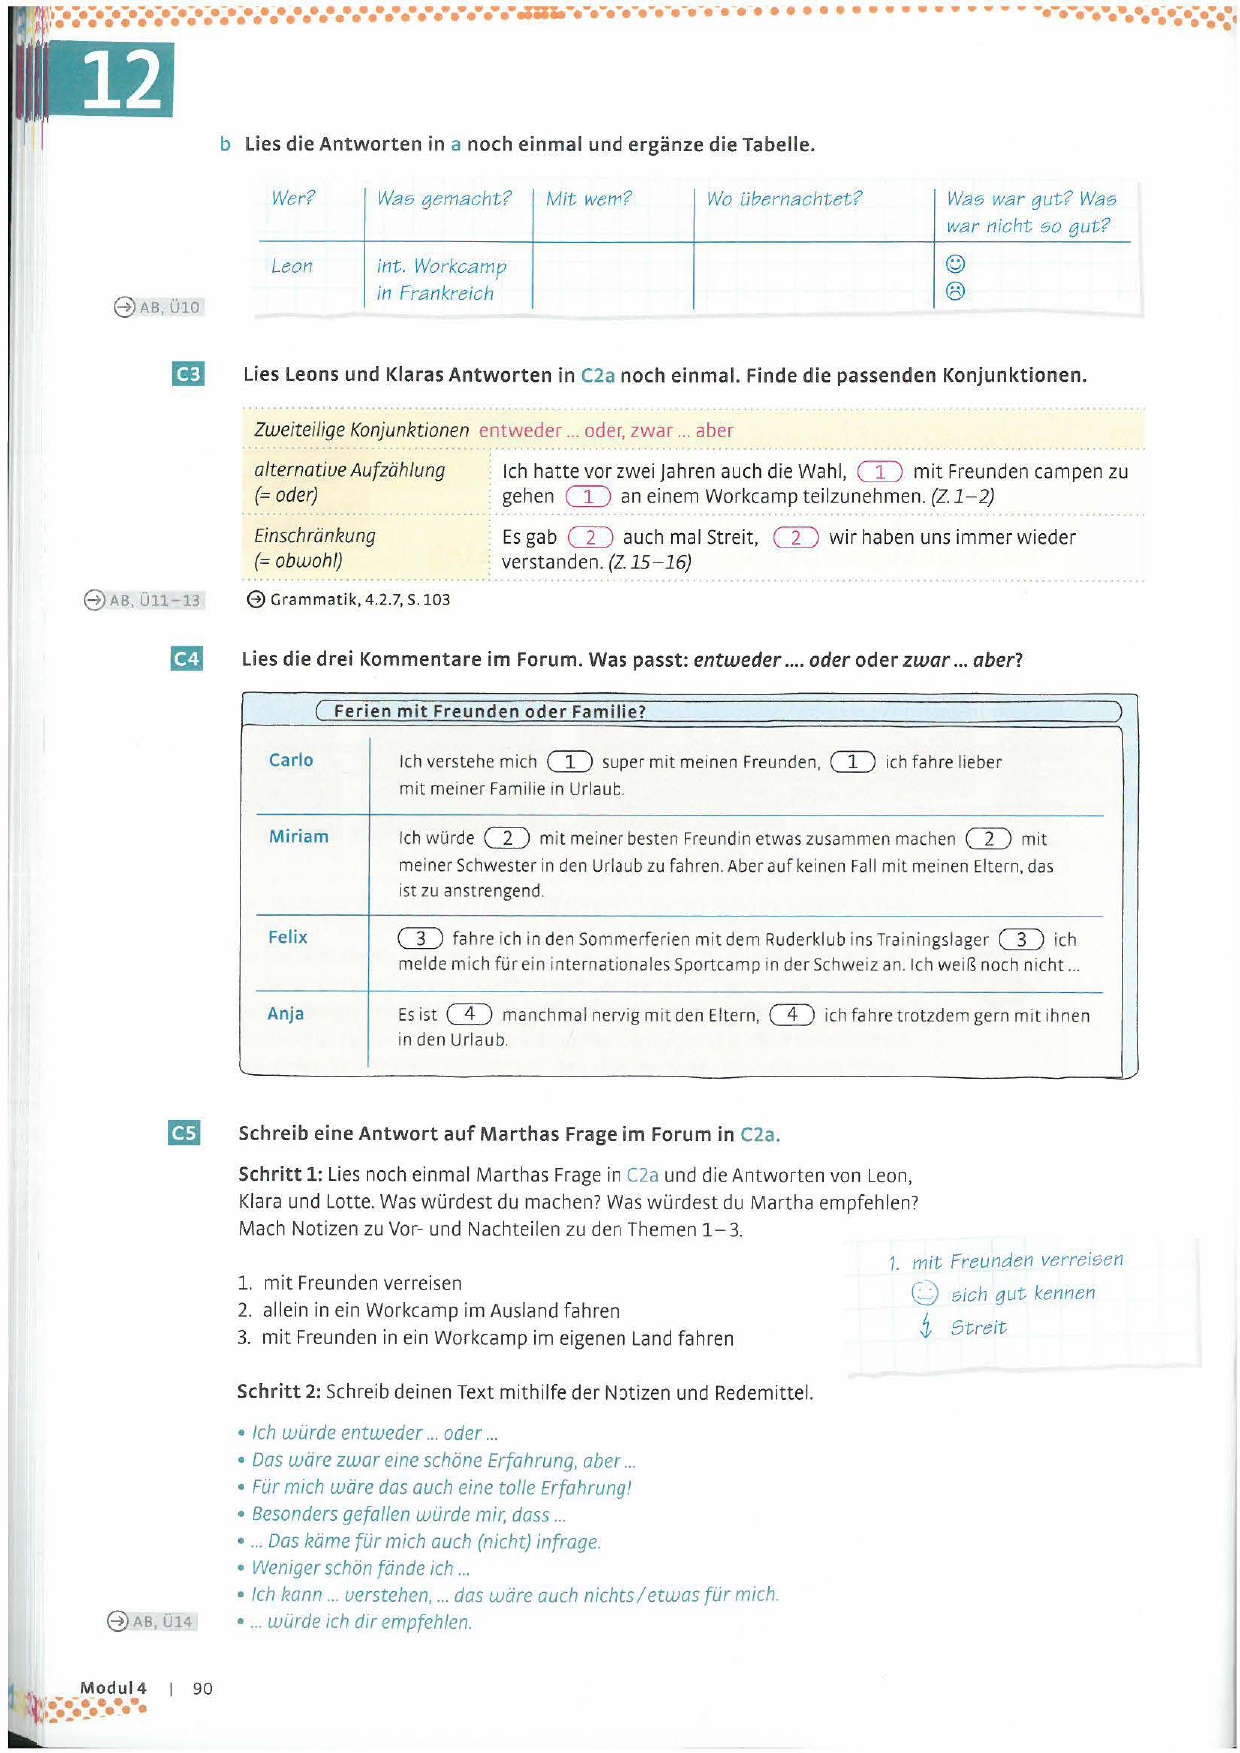 12
b Lies die Antworten in a noch einmal und ergänze die Tabelle.
Wer? Was gemacht? Mit wem? Wo übernachtet? Was war gut? Was
war nicht so gut?
Leon int. Workcamp
in Frankreich
AB, Ü10
C3 Lies Leons und Klaras Antworten in C2a noch einmal. Finde die passenden Konjunktionen.
Zweiteilige Konjunktionen entweder ... oder, zwar ... aber
alternative Aufzählung Ich hatte vor zwei Jahren auch die Wahl, 1 mit Freunden campen zu
(= oder) gehen 1 an einem Workcamp teilzunehmen. (Z. 1–2)
Einschränkung Es gab 2 auch mal Streit, 2 wir haben uns immer wieder
(= obwohl) verstanden. (Z. 15–16)
AB, Ü11–13 Grammatik, 4.2.7, S. 103
C4 Lies die drei Kommentare im Forum. Was passt: entweder .... oder oder zwar ... aber?
Ferien mit Freunden oder Familie?
Carlo Ich verstehe mich 1 super mit meinen Freunden, 1 ich fahre lieber
mit meiner Familie in Urlaub.
Miriam Ich würde 2 mit meiner besten Freundin etwas zusammen machen 2 mit
meiner Schwester in den Urlaub zu fahren. Aber auf keinen Fall mit meinen Eltern, das
ist zu anstrengend.
Felix 3 fahre ich in den Sommerferien mit dem Ruderklub ins Trainingslager 3 ich
melde mich für ein internationales Sportcamp in der Schweiz an. Ich weiß noch nicht ...
Anja Es ist 4 manchmal nervig mit den Eltern, 4 ich fahre trotzdem gern mit ihnen
in den Urlaub.
C5 Schreib eine Antwort auf Marthas Frage im Forum in C2a.
Schritt 1: Lies noch einmal Marthas Frage in C2a und die Antworten von Leon,
Klara und Lotte. Was würdest du machen? Was würdest du Martha empfehlen?
Mach Notizen zu Vor- und Nachteilen zu den Themen 1–3.
1. mit Freunden verreisen
2. allein in ein Workcamp im Ausland fahren
3. mit Freunden in ein Workcamp im eigenen Land fahren
1. mit Freunden verreisen
sich gut kennen
Streit
Schritt 2: Schreib deinen Text mithilfe der Notizen und Redemittel.
• Ich würde entweder ... oder ...
• Das wäre zwar eine schöne Erfahrung, aber ...
• Für mich wäre das auch eine tolle Erfahrung!
• Besonders gefallen würde mir, dass ...
• ... Das käme für mich auch (nicht) infrage.
• Weniger schön fände ich ...
• Ich kann ... verstehen, ... das wäre auch nichts/etwas für mich.
AB, Ü14 • ... würde ich dir empfehlen.
Modul 4 | 90